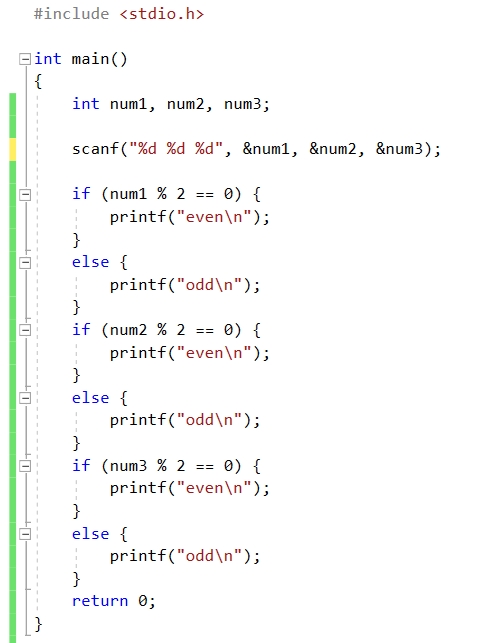 #include <stdio.h>
int main()
{
int num1, num2, num3;
scanf("%d %d %d", &num1, &num2, &num3);
if (num1 % 2 == 0) {
printf("even\n");
}
else {
printf("odd\n");
}
if (num2 % 2 == 0) {
printf("even\n");
}
else {
printf("odd\n");
}
if (num3 % 2 == 0) {
printf("even\n");
}
else {
printf("odd\n");
}
return 0;
}